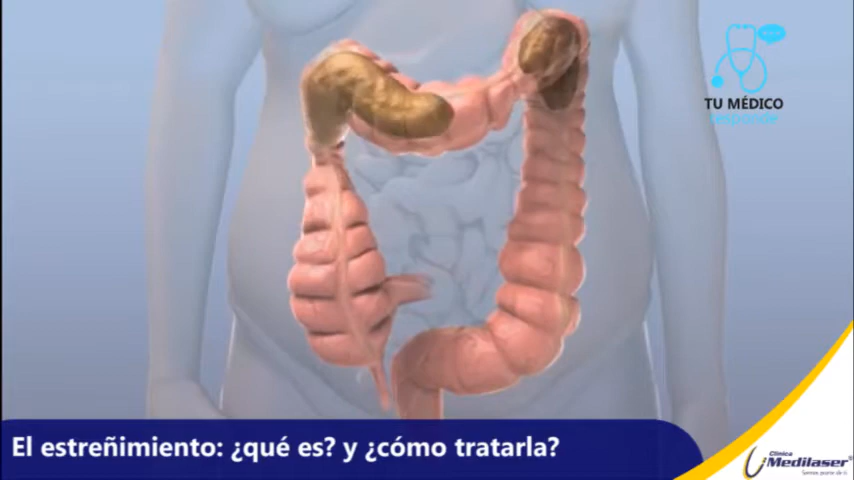 TU MÉDICO
responde
El estreñimiento: ¿qué es? y ¿cómo tratarla?
Clínica
Medilaser